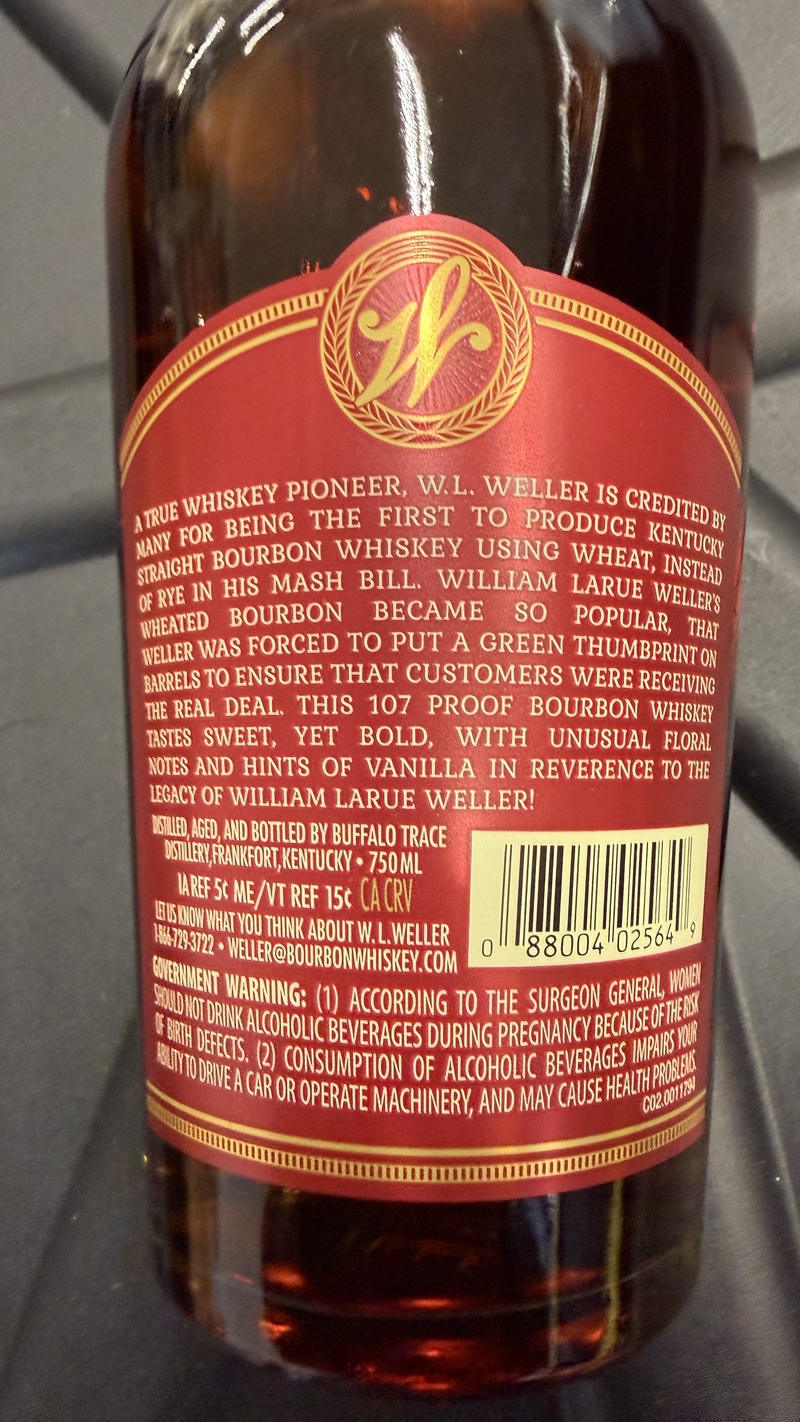 W
A TRUE WHISKEY PIONEER, W.L. WELLER IS CREDITED BY
MANY FOR BEING THE FIRST TO PRODUCE KENTUCKY
STRAIGHT BOURBON WHISKEY USING WHEAT, INSTEAD
OF RYE IN HIS MASH BILL. WILLIAM LARUE WELLER'S
WHEATED BOURBON BECAME SO POPULAR, THAT
WELLER WAS FORCED TO PUT A GREEN THUMBPRINT ON
BARRELS TO ENSURE THAT CUSTOMERS WERE RECEIVING
THE REAL DEAL. THIS 107 PROOF BOURBON WHISKEY
TASTES SWEET, YET BOLD, WITH UNUSUAL FLORAL
NOTES AND HINTS OF VANILLA IN REVERENCE TO THE
LEGACY OF WILLIAM LARUE WELLER!
DISTILLED, AGED, AND BOTTLED BY BUFFALO TRACE
DISTILLERY, FRANKFORT, KENTUCKY • 750 ML
IA REF 5¢ ME/VT REF 15¢ CA CRV
LET US KNOW WHAT YOU THINK ABOUT W. L. WELLER
1-866-729-3722 • WELLER@BOURBONWHISKEY.COM
0 88004 02564 9
GOVERNMENT WARNING: (1) ACCORDING TO THE SURGEON GENERAL, WOMEN
SHOULD NOT DRINK ALCOHOLIC BEVERAGES DURING PREGNANCY BECAUSE OF THE RISK
OF BIRTH DEFECTS. (2) CONSUMPTION OF ALCOHOLIC BEVERAGES IMPAIRS YOUR
ABILITY TO DRIVE A CAR OR OPERATE MACHINERY, AND MAY CAUSE HEALTH PROBLEMS.
C02.0011794